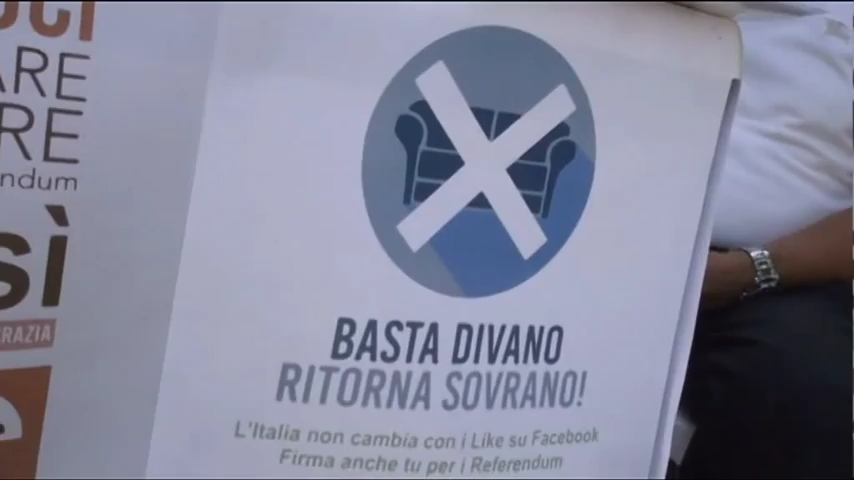 ARE
RE
ndum
sì
RAZIA
BASTA DIVANO
RITORNA SOVRANO!
L'Italia non cambia con i Like su Facebook
Firma anche tu per i Referendum